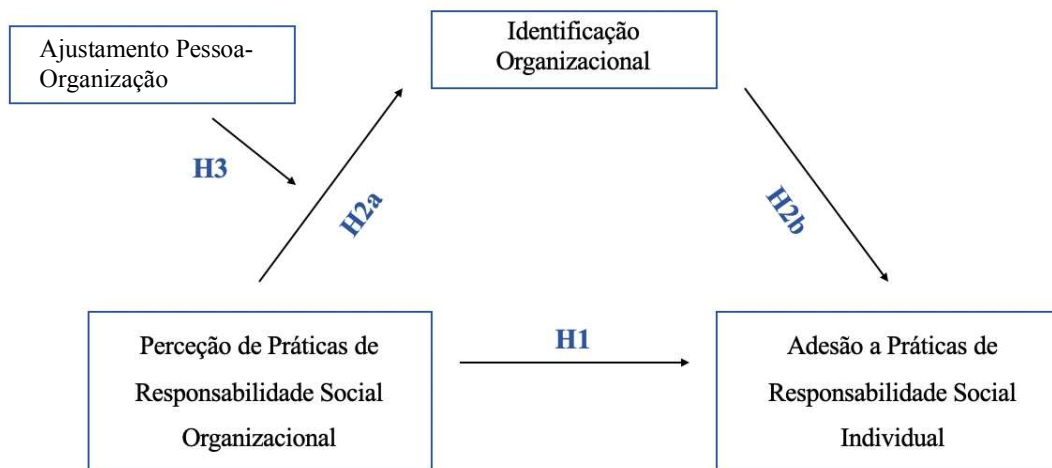 Ajustamento Pessoa-
Organização
Identificação
Organizacional
H3
H2a
H2b
Perceção de Práticas de
Responsabilidade Social
Organizacional
H1
Adesão a Práticas de
Responsabilidade Social
Individual